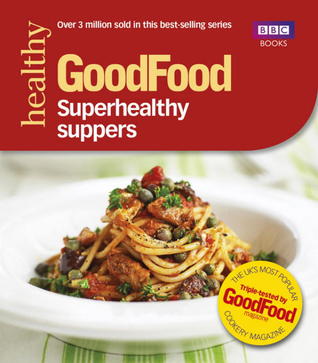 Over 3 million sold in this best-selling series
BBC
BOOKS
healthy
GoodFood
Superhealthy
suppers
THE UK'S MOST POPULAR
Triple-tested by
GoodFood
magazine
COOKERY MAGAZINE